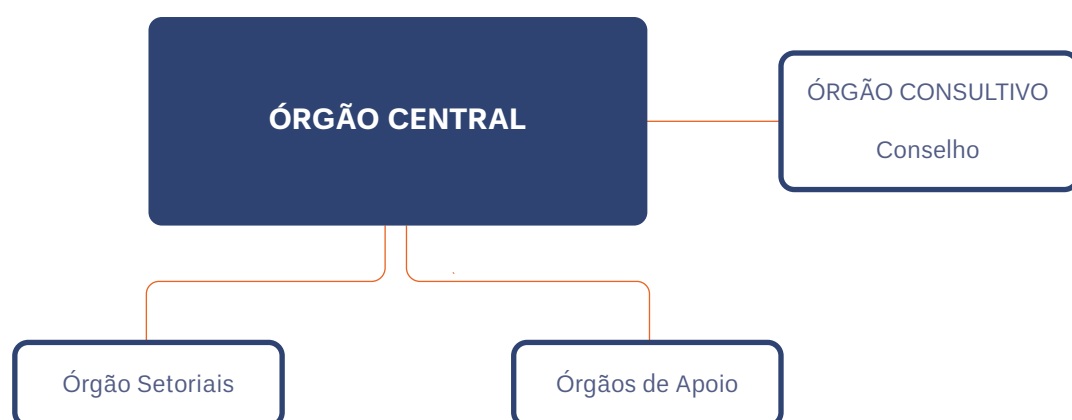 ÓRGÃO CENTRAL
ÓRGÃO CONSULTIVO
Conselho
Órgão Setoriais
Órgãos de Apoio